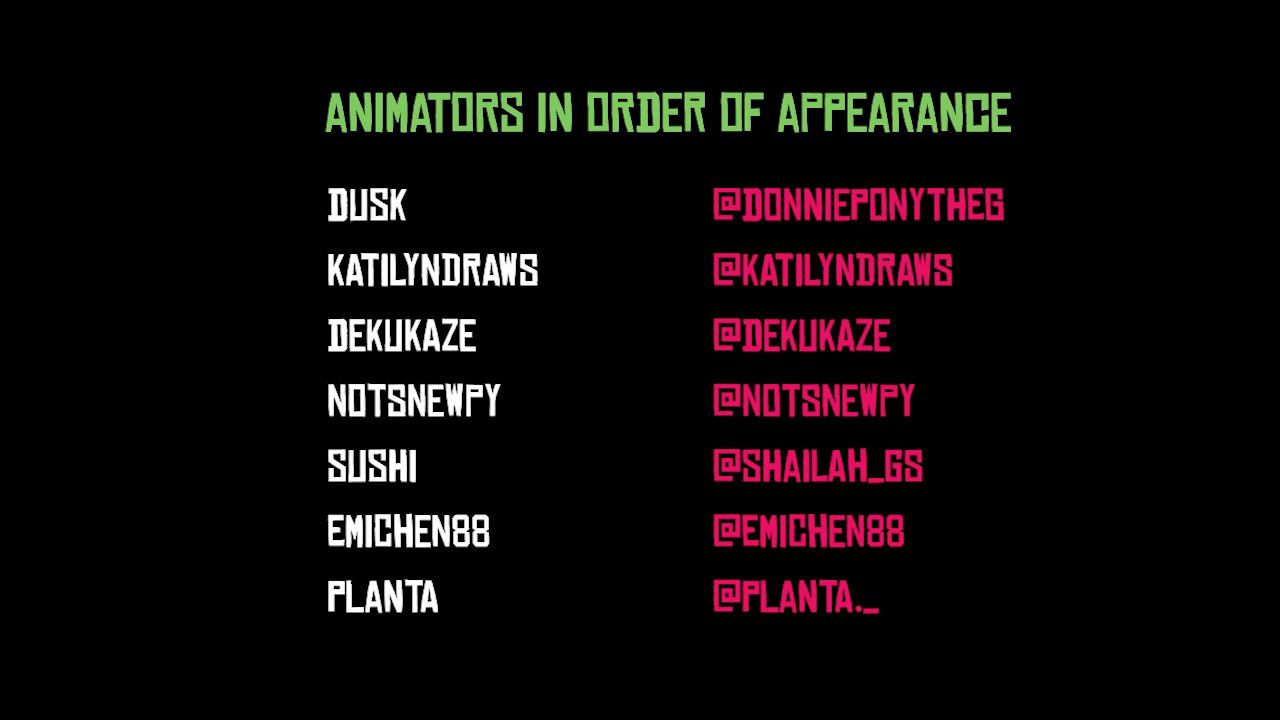 ANIMATORS IN ORDER OF APPEARANCE
DUSK @DONNIEPONYTHEG
KATILYNDRAWS @KATILYNDRAWS
DEKUKAZE @DEKUKAZE
NOTSNEWPY @NOTSNEWPY
SUSHI @SHAILAH_GS
EMICHEN88 @EMICHEN88
PLANTA @PLANTA._